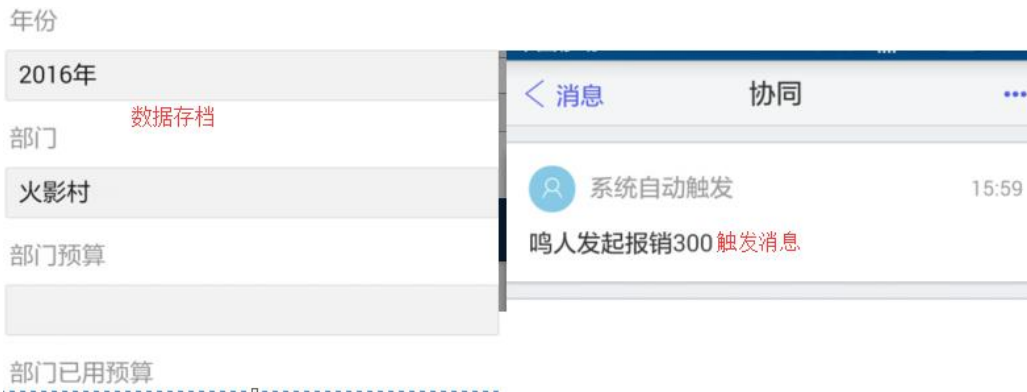 年份
2016年
数据存档
部门
火影村
部门预算
部门已用预算
< 消息 协同 •••
系统自动触发 15:59
鸣人发起报销300 触发消息